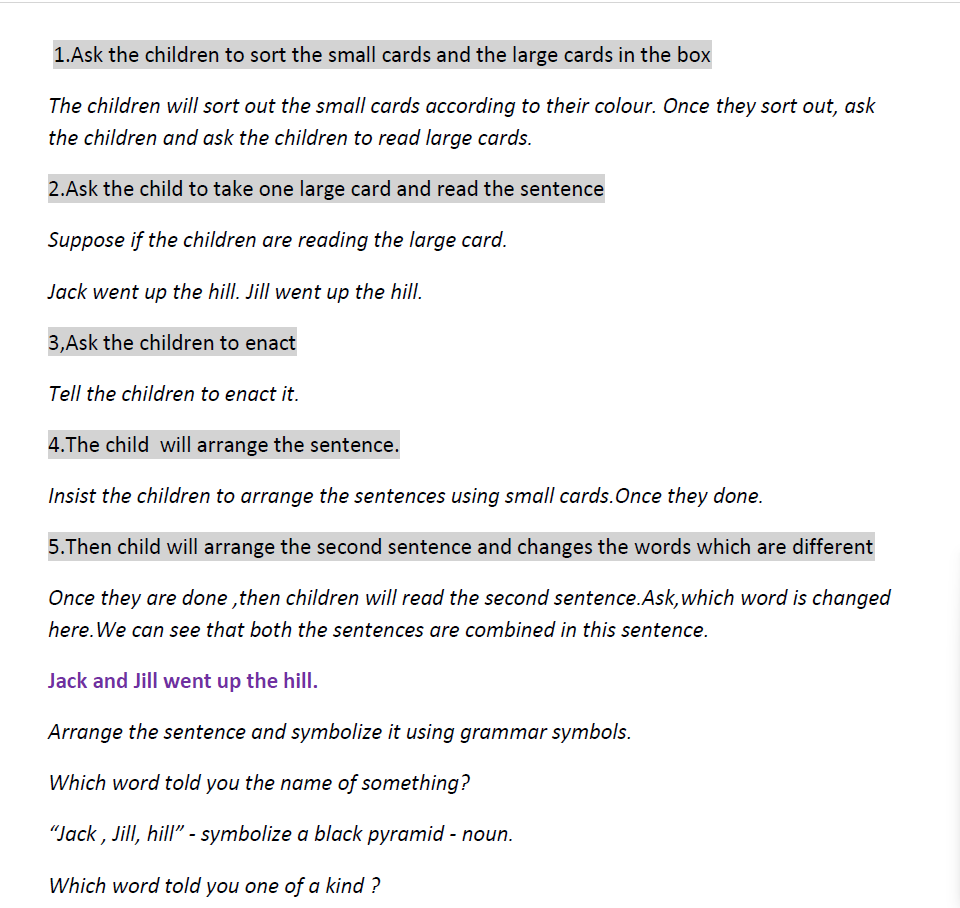 1.Ask the children to sort the small cards and the large cards in the box
The children will sort out the small cards according to their colour. Once they sort out, ask
the children and ask the children to read large cards.
2.Ask the child to take one large card and read the sentence
Suppose if the children are reading the large card.
Jack went up the hill. Jill went up the hill.
3,Ask the children to enact
Tell the children to enact it.
4.The child  will arrange the sentence.
Insist the children to arrange the sentences using small cards.Once they done.
5.Then child will arrange the second sentence and changes the words which are different
Once they are done ,then children will read the second sentence.Ask,which word is changed
here.We can see that both the sentences are combined in this sentence.
Jack and Jill went up the hill.
Arrange the sentence and symbolize it using grammar symbols.
Which word told you the name of something?
“Jack , Jill, hill” - symbolize a black pyramid - noun.
Which word told you one of a kind ?